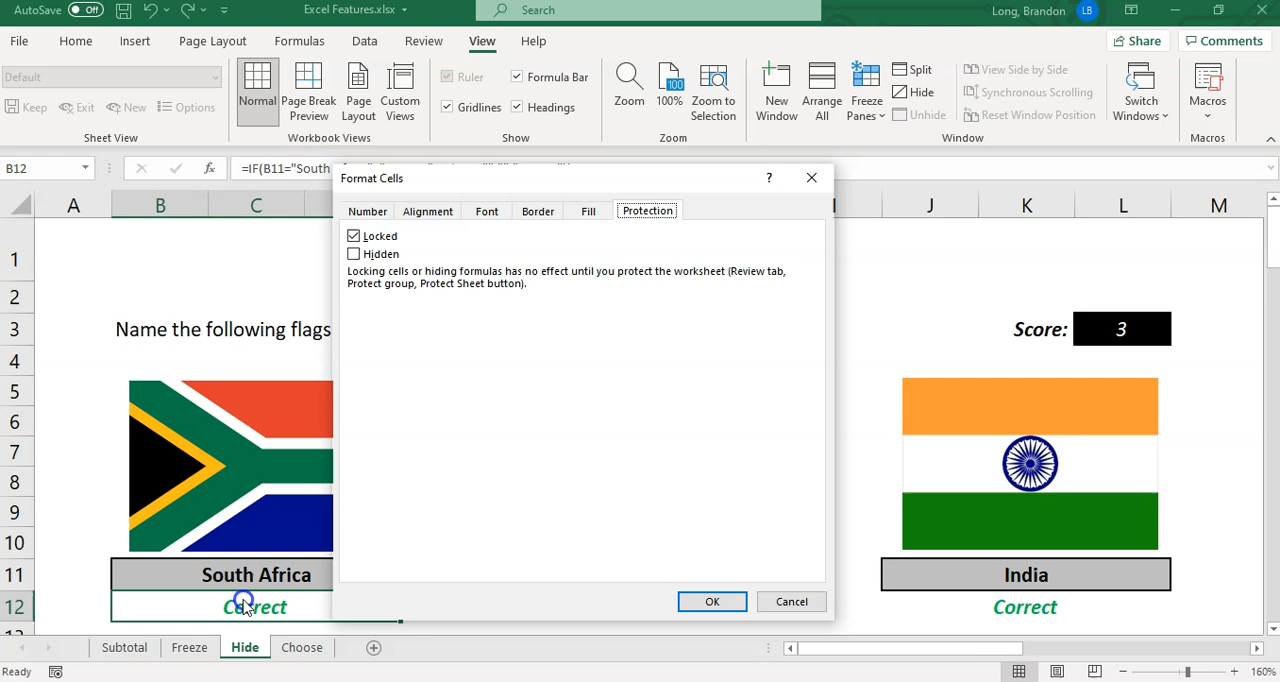 AutoSave Off Excel Features.xlsx Search Long, Brandon LB
File Home Insert Page Layout Formulas Data Review View Help Share Comments
Default
Keep Exit New Options
Sheet View
Normal
Page Break
Preview
Page
Layout
Custom
Views
Workbook Views
Ruler Formula Bar
Gridlines Headings
Show
Zoom
100
100%
Zoom to
Selection
Zoom
New
Window
Arrange
All
Freeze
Panes
Split
Hide
Unhide
View Side by Side
Synchronous Scrolling
Reset Window Position
Window
Switch
Windows
Macros
Macros
B12 fx =IF(B11="South
Format Cells ?
Number Alignment Font Border Fill Protection
Locked
Hidden
Locking cells or hiding formulas has no effect until you protect the worksheet (Review tab,
Protect group, Protect Sheet button).
OK Cancel
A B C J K L M
1
2
3 Name the following flags Score: 3
4
5
6
7
8
9
10
11 South Africa India
12 Correct Correct
Subtotal Freeze Hide Choose
Ready 160%